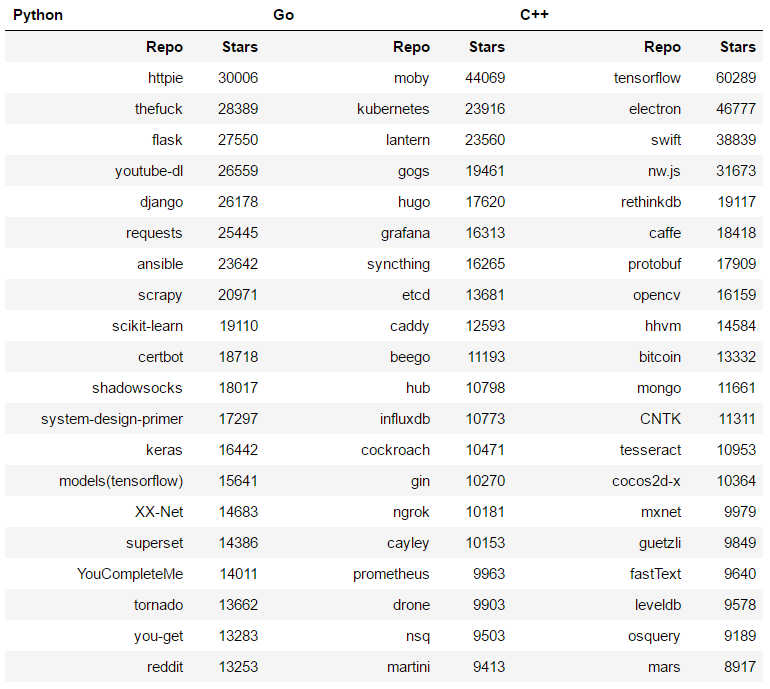 Python Go C++
Repo Stars Repo Stars Repo Stars
httpie 30006 moby 44069 tensorflow 60289
thefuck 28389 kubernetes 23916 electron 46777
flask 27550 lantern 23560 swift 38839
youtube-dl 26559 gogs 19461 nw.js 31673
django 26178 hugo 17620 rethinkdb 19117
requests 25445 grafana 16313 caffe 18418
ansible 23642 syncthing 16265 protobuf 17909
scrapy 20971 etcd 13681 opencv 16159
scikit-learn 19110 caddy 12593 hhvm 14584
certbot 18718 beego 11193 bitcoin 13332
shadowsocks 18017 hub 10798 mongo 11661
system-design-primer 17297 influxdb 10773 CNTK 11311
keras 16442 cockroach 10471 tesseract 10953
models(tensorflow) 15641 gin 10270 cocos2d-x 10364
XX-Net 14683 ngrok 10181 mxnet 9979
superset 14386 cayley 10153 guetzli 9849
YouCompleteMe 14011 prometheus 9963 fastText 9640
tornado 13662 drone 9903 leveldb 9578
you-get 13283 nsq 9503 osquery 9189
reddit 13253 martini 9413 mars 8917